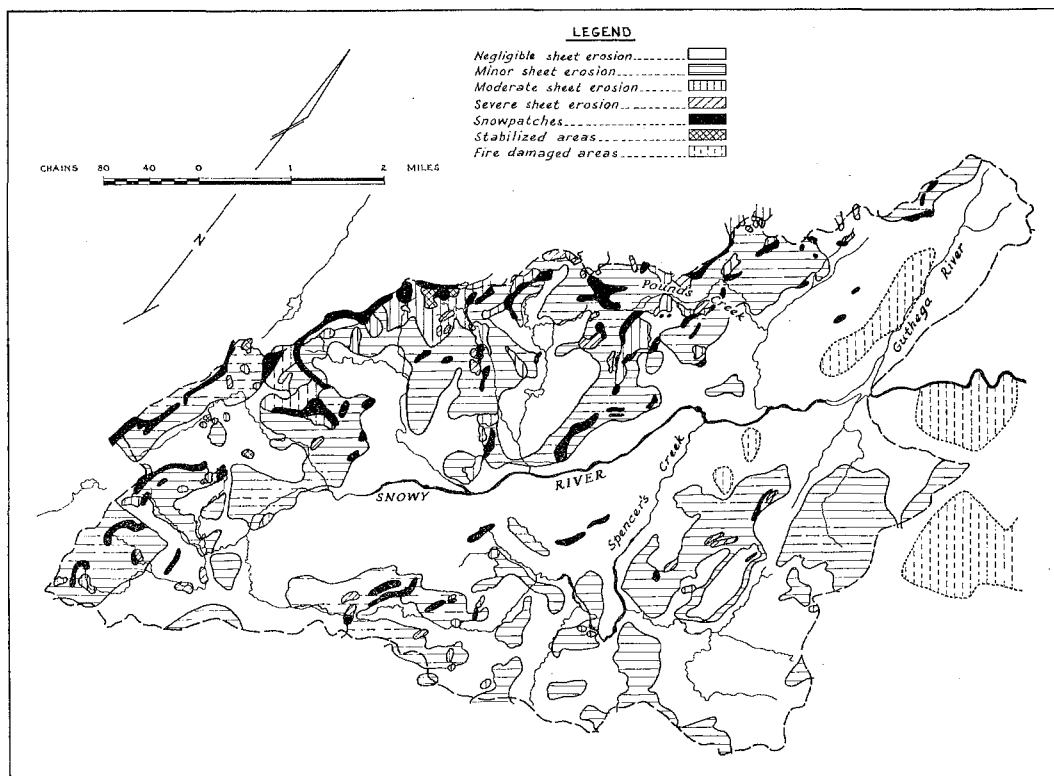 LEGEND
Negligible sheet erosion
Minor sheet erosion
Moderate sheet erosion
Severe sheet erosion
Snowpatches
Stabilized areas
Fire damaged areas
CHAINS 80 40 0 1 2 MILES
N
Pounds
Creek
Guthega
River
SNOWY
RIVER
Spencer's
Creek